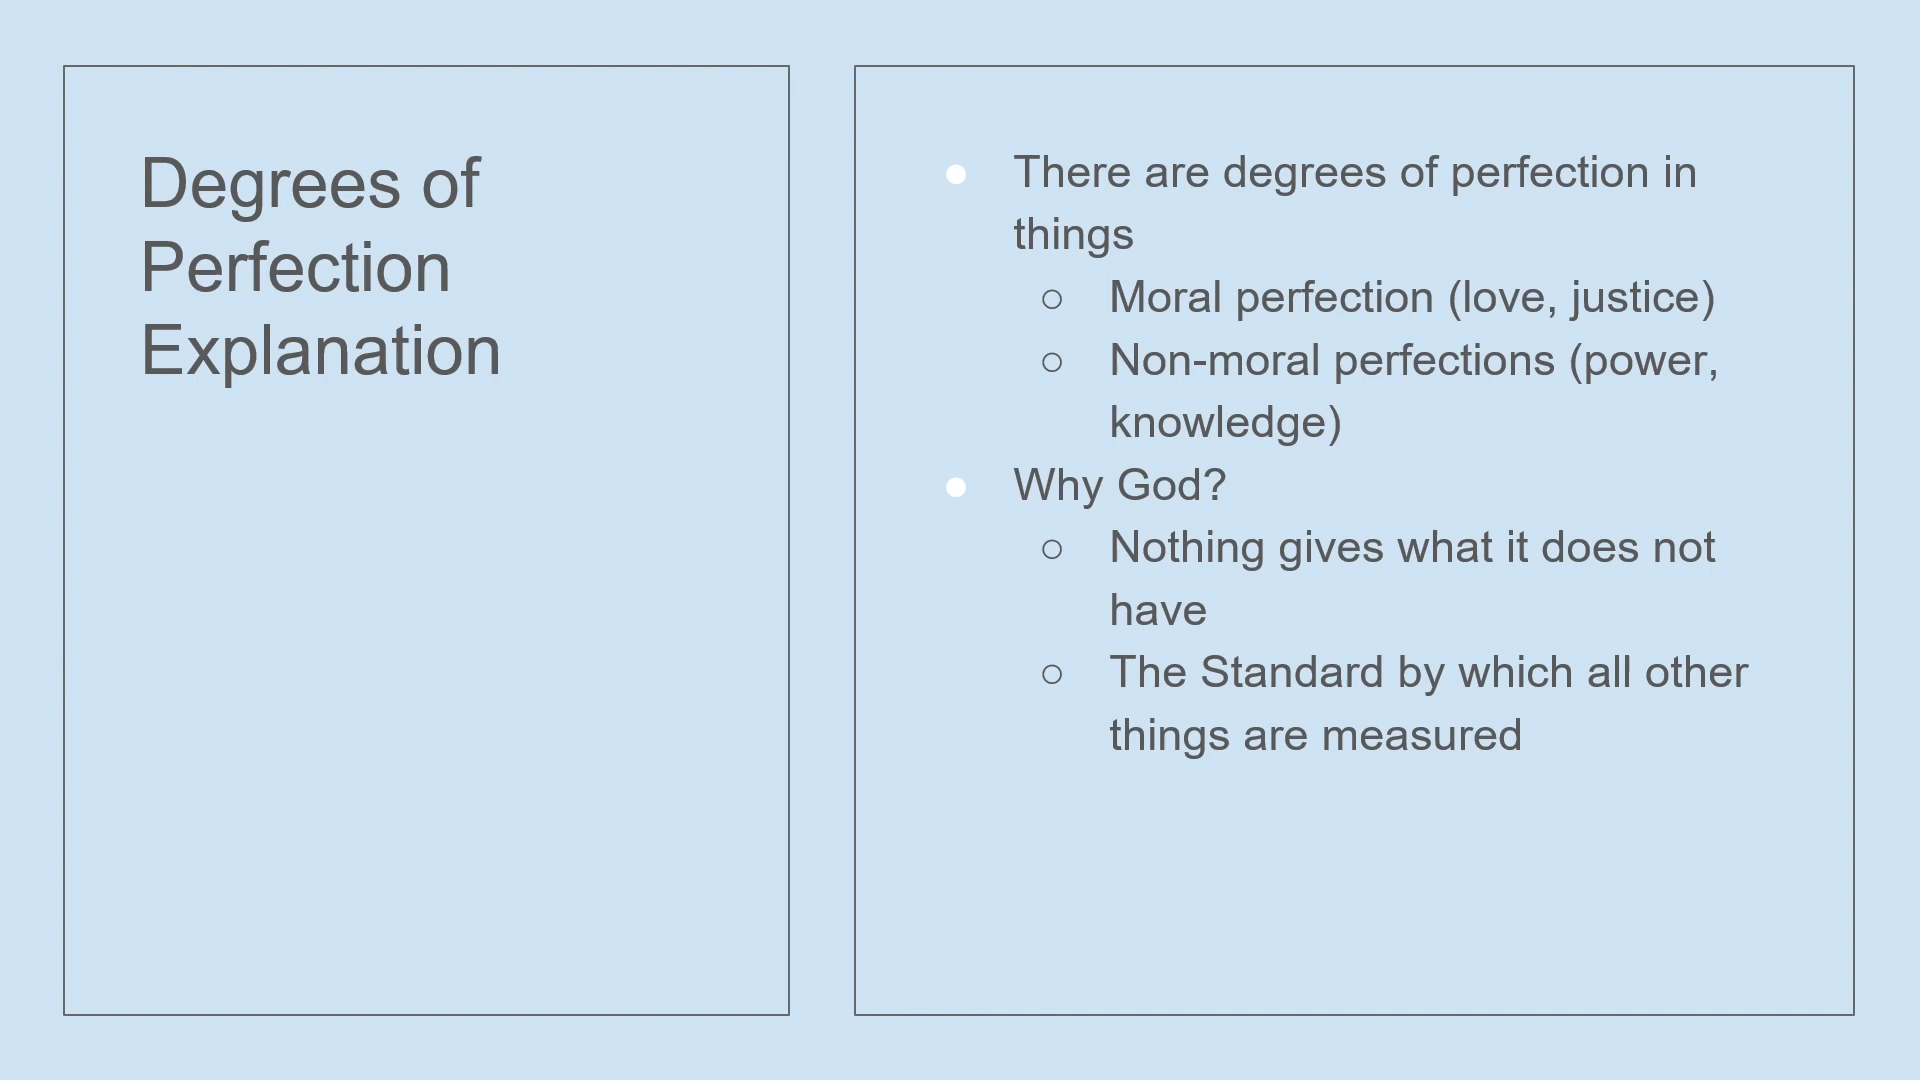 Degrees of
Perfection
Explanation
● There are degrees of perfection in
things
○ Moral perfection (love, justice)
○ Non-moral perfections (power,
knowledge)
● Why God?
○ Nothing gives what it does not
have
○ The Standard by which all other
things are measured